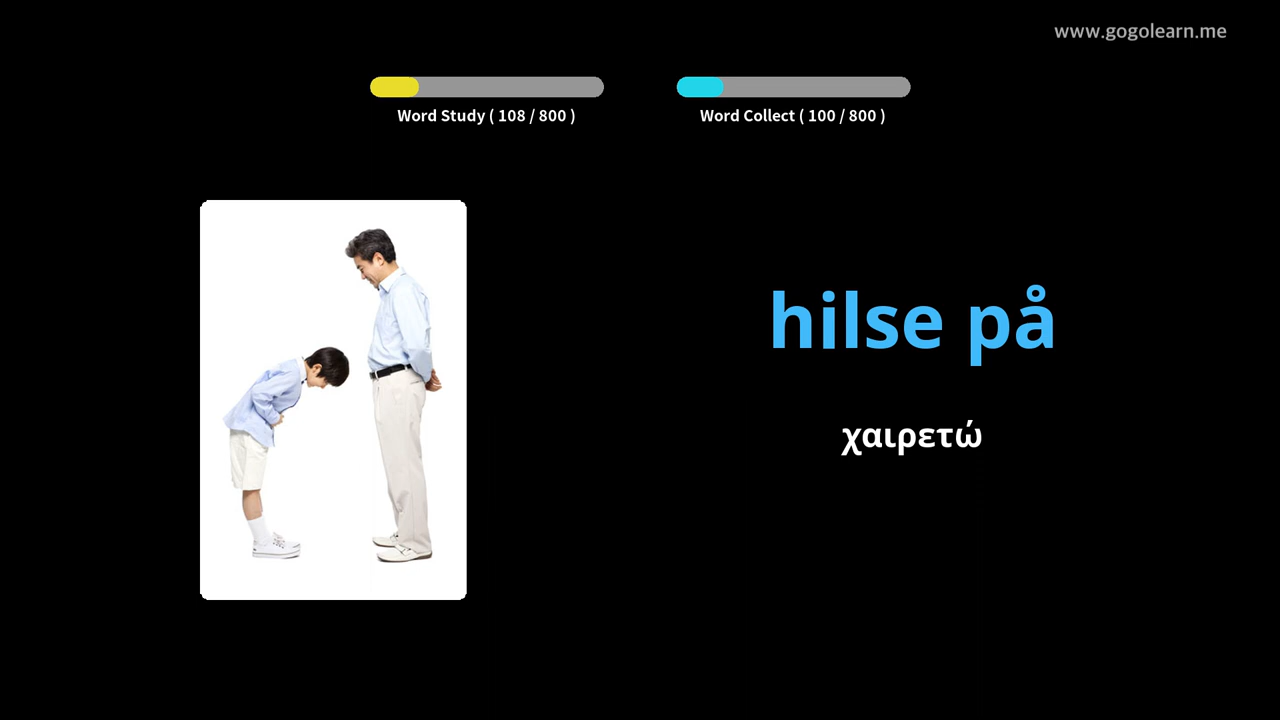 www.gogolearn.me
Word Study ( 108 / 800 )
Word Collect ( 100 / 800 )
hilse på
χαιρετώ